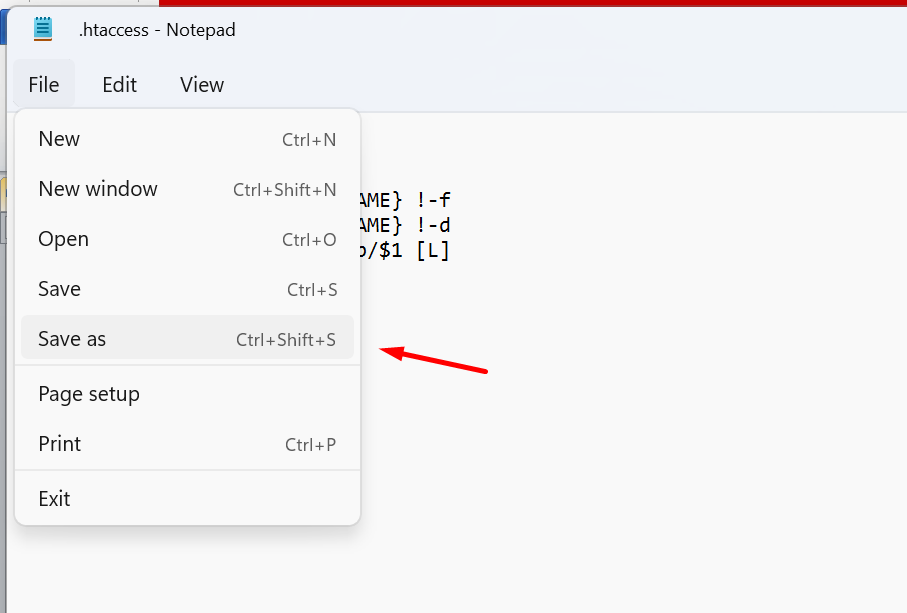 .htaccess - Notepad
File Edit View
New Ctrl+N
New window Ctrl+Shift+N
AME} !-f
Open Ctrl+O
AME} !-d
/$1 [L]
Save Ctrl+S
Save as Ctrl+Shift+S
Page setup
Print Ctrl+P
Exit